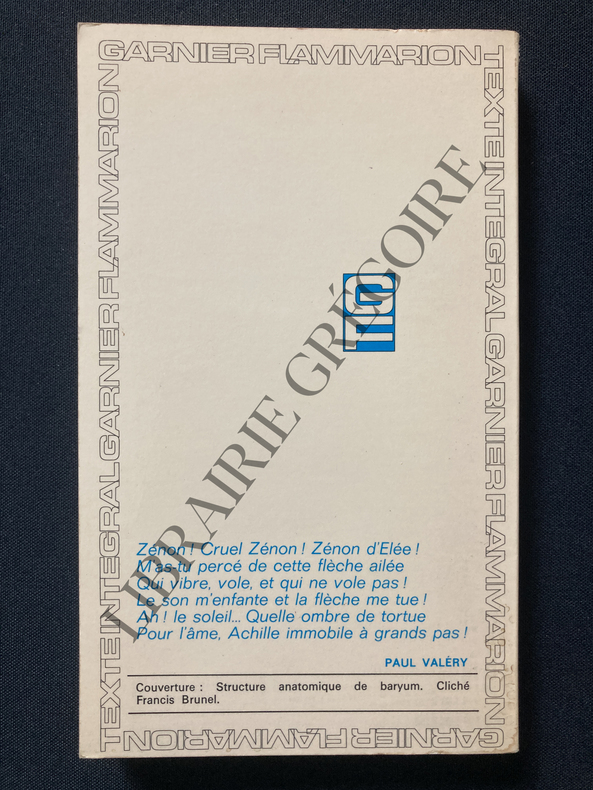 GARNIER FLAMMARION
TEXTE INTEGRAL GARNIER FLAMMARION
GARNIER FLAMMARION
TEXTE INTEGRAL GARNIER FLAMMARION
LIBRAIRIE GRÉGOIRE
Zénon ! Cruel Zénon ! Zénon d'Elée !
M'as-tu percé de cette flèche ailée
Qui vibre, vole, et qui ne vole pas !
Le son m'enfante et la flèche me tue !
Ah ! le soleil... Quelle ombre de tortue
Pour l'âme, Achille immobile à grands pas !
PAUL VALÉRY
Couverture : Structure anatomique de baryum. Cliché
Francis Brunel.